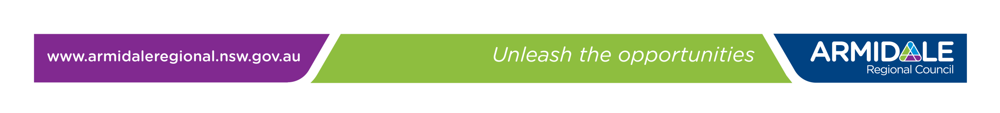 www.armidaleregional.nsw.gov.au
Unleash the opportunities
ARMIDALE
Regional Council